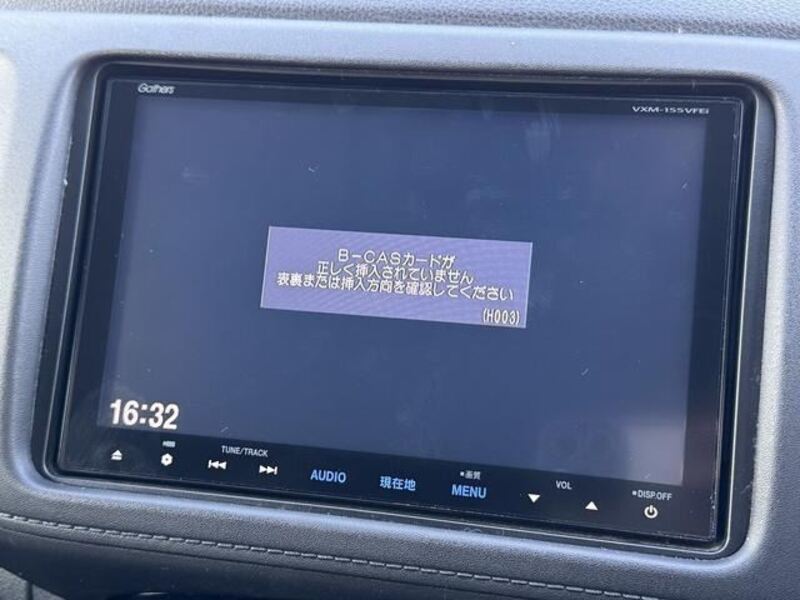 Gathers
VXM-155VFEi
B-CASカードが
正しく挿入されていません
表裏または挿入方向を確認してください
(H003)
16:32
TUNE/TRACK
AUDIO
現在地
画質
MENU
VOL
DISP.OFF